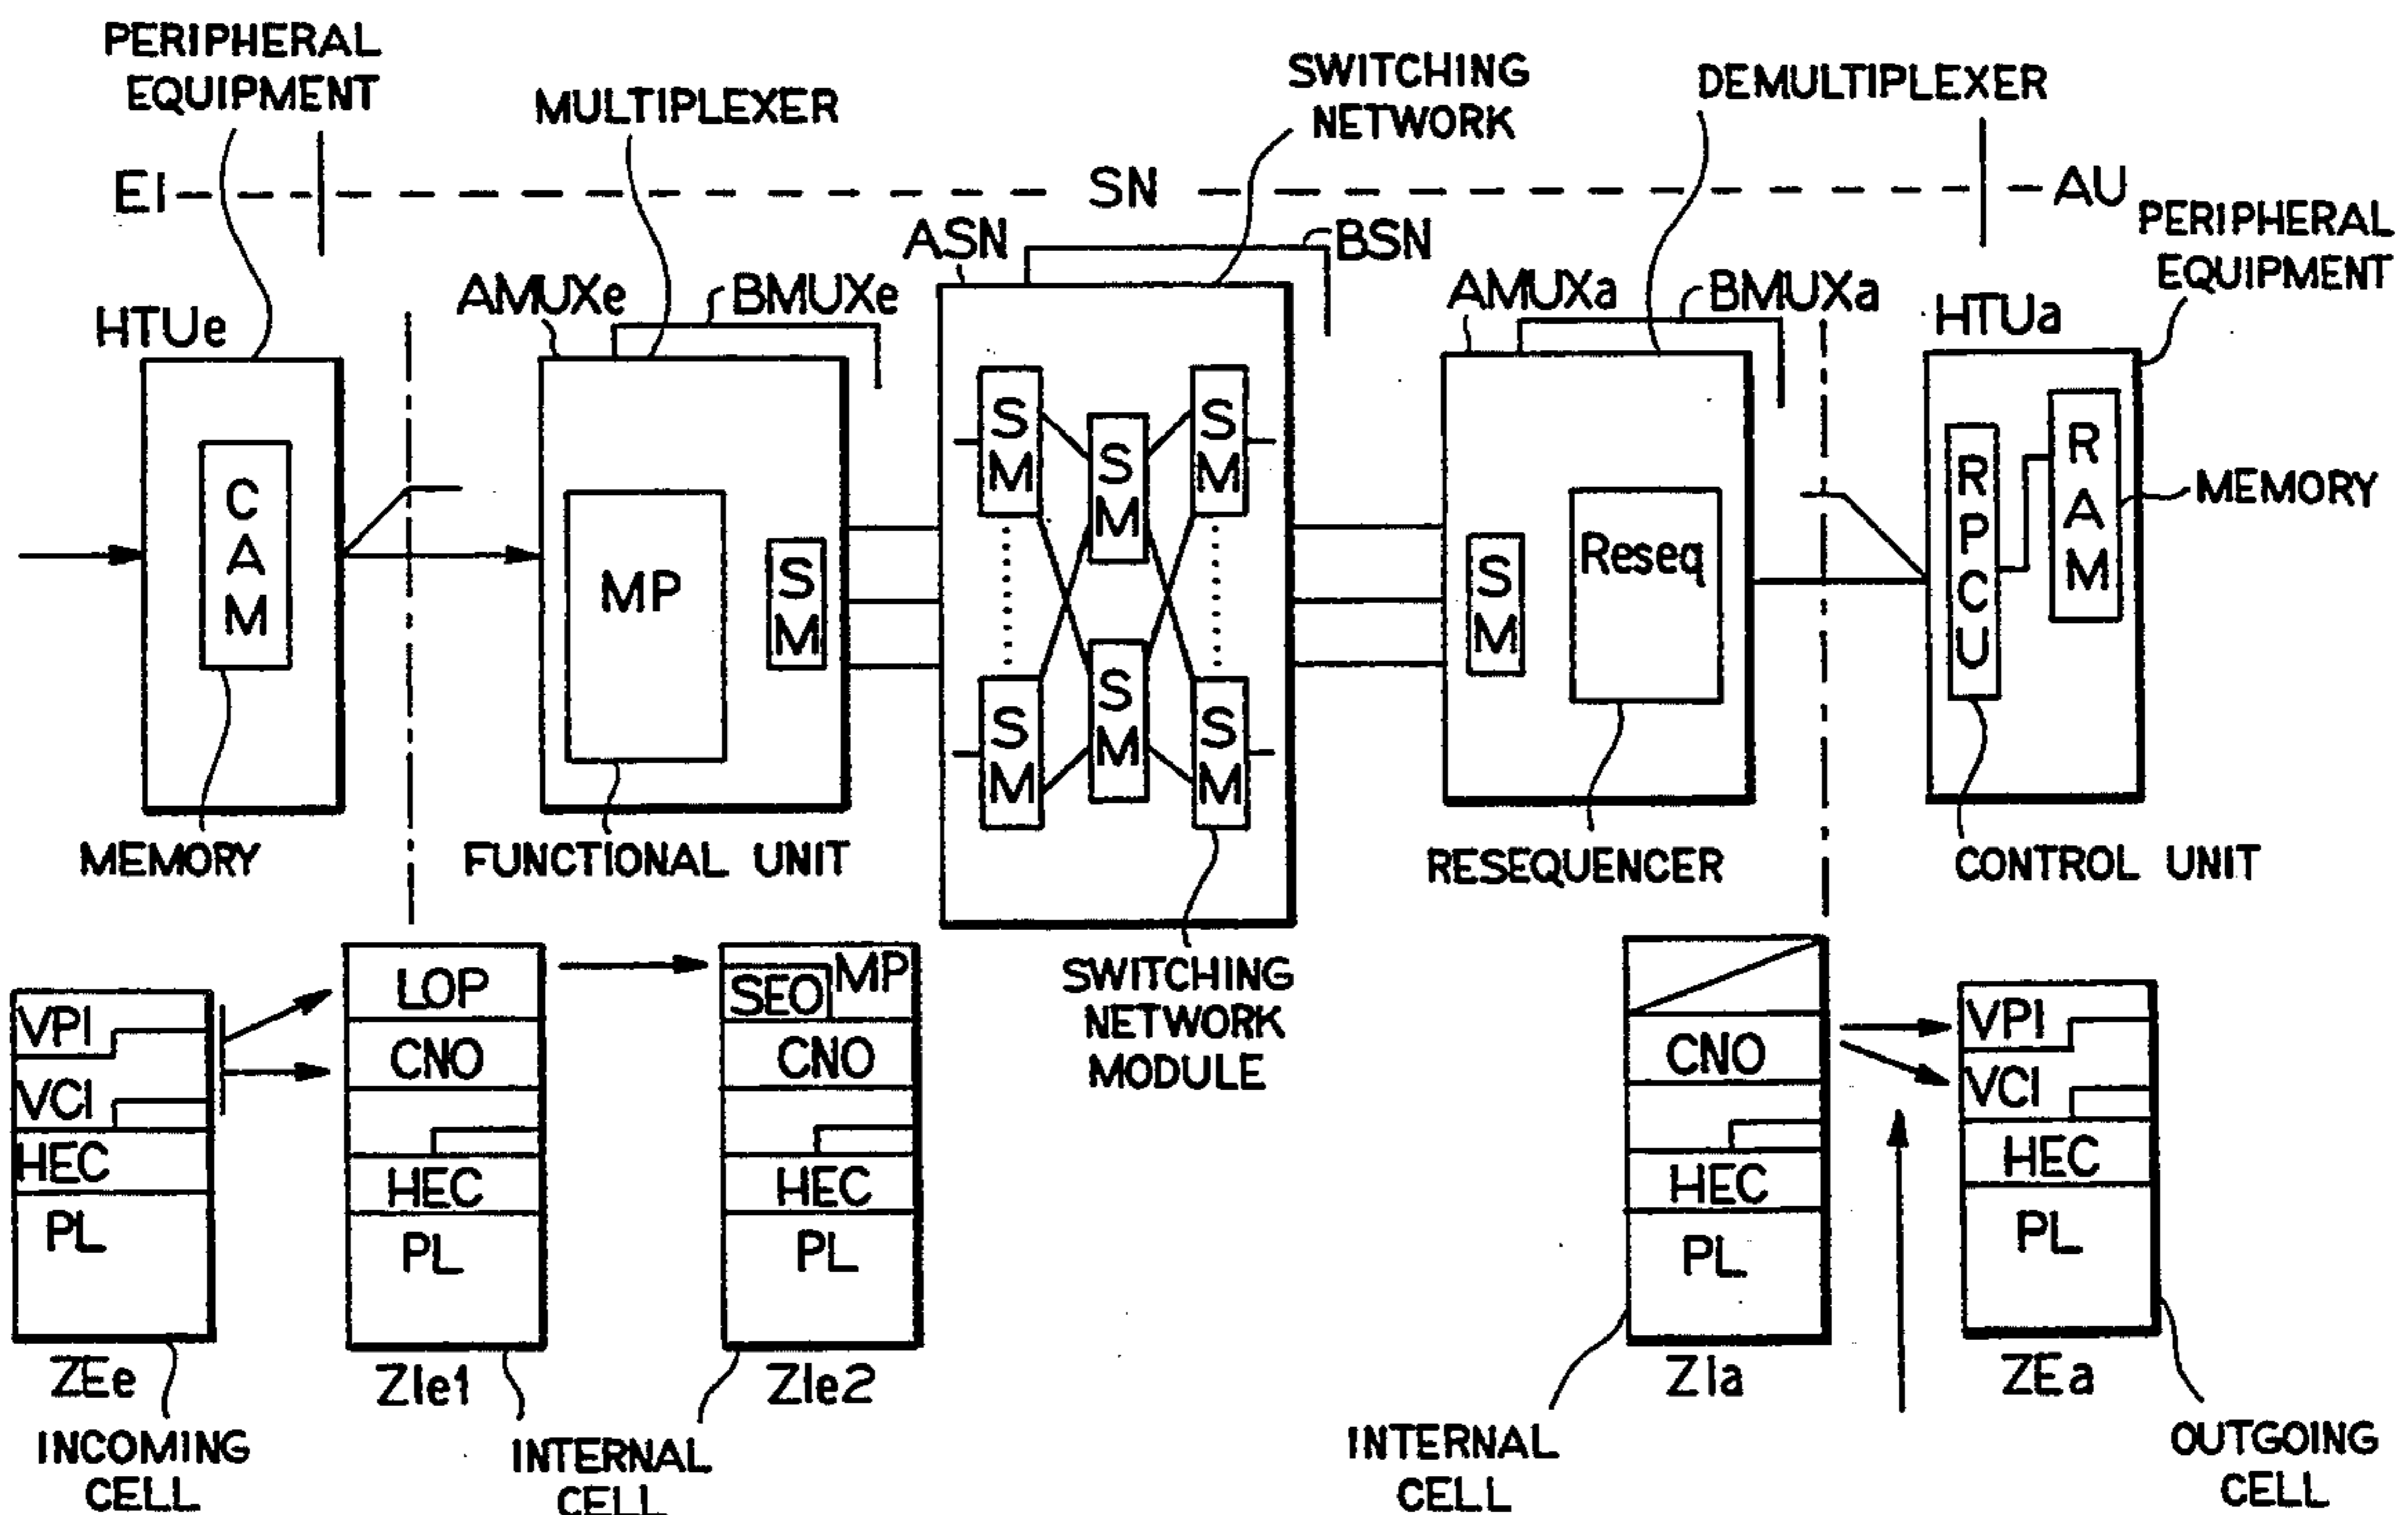 PERIPHERAL
EQUIPMENT
MULTIPLEXER
SWITCHING
NETWORK
DEMULTIPLEXER
EI
SN
AU
PERIPHERAL
EQUIPMENT
ASN
BSN
HTUe
AMUXe
BMUXe
AMUXa
BMUXa
HTUa
CAM
MP
SM
SM
SM
SM
SM
SM
SM
SM
Reseq
RPCU
RAM
MEMORY
MEMORY
FUNCTIONAL UNIT
RESEQUENCER
CONTROL UNIT
SWITCHING
NETWORK
MODULE
VPI
VCI
HEC
PL
ZEe
INCOMING
CELL
LOP
CNO
HEC
PL
ZIe1
MP
SEO
CNO
HEC
PL
ZIe2
INTERNAL
CELL
CNO
HEC
PL
ZIa
INTERNAL
CELL
VPI
VCI
HEC
PL
ZEa
OUTGOING
CELL